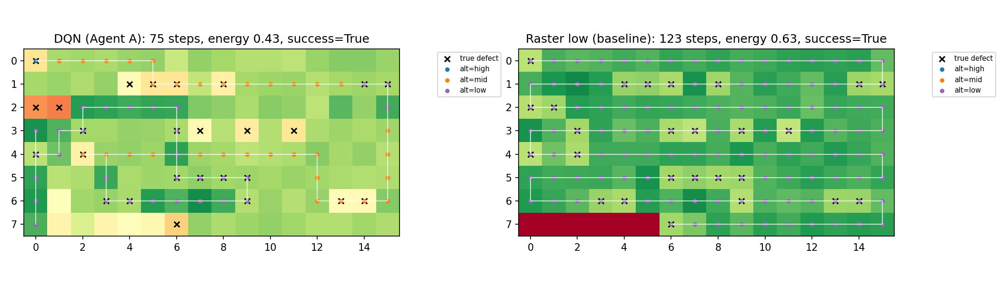 DQN (Agent A): 75 steps, energy 0.43, success=True
0
1
2
3
4
5
6
7
0 2 4 6 8 10 12 14
true defect
alt=high
alt=mid
alt=low
Raster low (baseline): 123 steps, energy 0.63, success=True
0
1
2
3
4
5
6
7
0 2 4 6 8 10 12 14
true defect
alt=high
alt=mid
alt=low